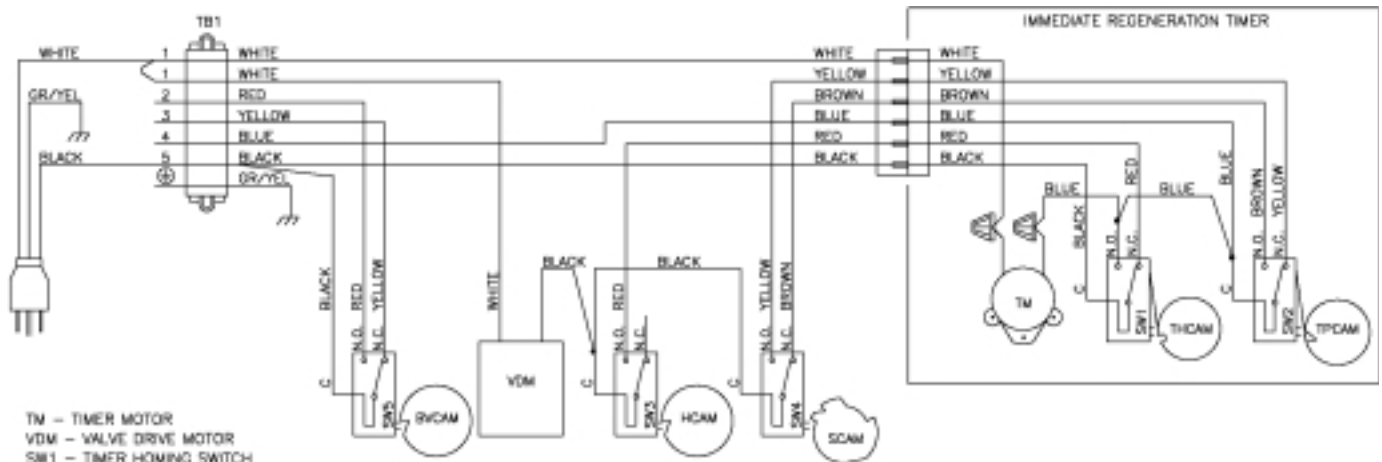 IMMEDIATE REGENERATION TIMER
TB1
WHITE 1 WHITE WHITE WHITE
1 WHITE YELLOW YELLOW
GR/YEL 2 RED BROWN BROWN
3 YELLOW BLUE BLUE
4 BLUE RED RED
BLACK 5 BLACK BLACK BLACK
GR/YEL
BLUE RED BLUE BLUE BROWN YELLOW
BLACK N.O. N.C. N.O. N.C.
BLACK RED YELLOW WHITE BLACK RED BLACK YELLOW BROWN
TM C SW1 THCAM C SW2 TPCAM
N.O. N.C. N.O. N.C. N.O. N.C.
C SW5 BVCAM VDM C SW3 HCAM C SW4 SCAM
TM – TIMER MOTOR
VDM – VALVE DRIVE MOTOR
SW1 – TIMER HOMING SWITCH